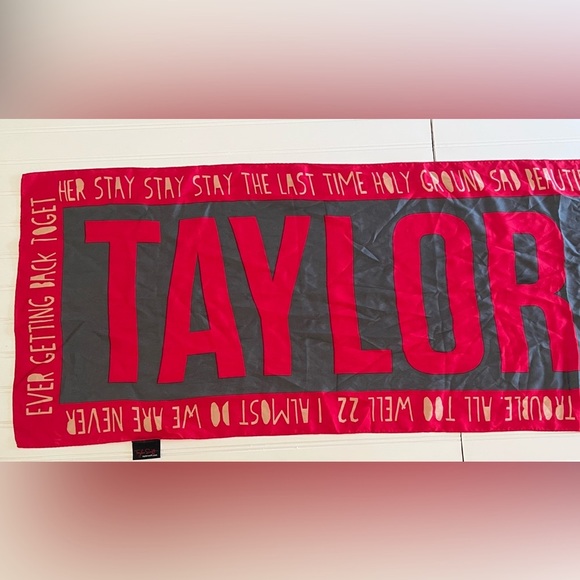 HER STAY STAY STAY THE LAST TIME HOLY GROUND SAD BEAUTIF
EVER GETTING BACK TOGET
TAYLOR
TROUBLE ALL TOO WELL 22 I ALMOST DO WE ARE NEVER